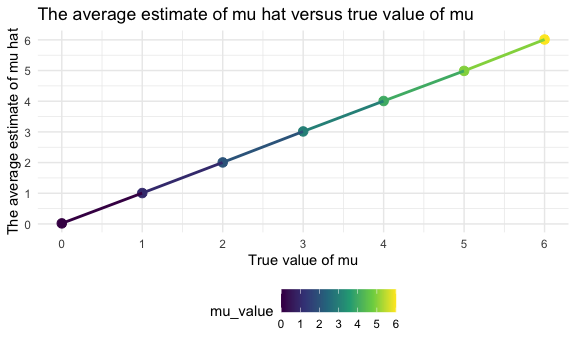 The average estimate of mu hat versus true value of mu
The average estimate of mu hat
6
5
4
3
2
1
0
0 1 2 3 4 5 6
True value of mu
mu_value
0 1 2 3 4 5 6